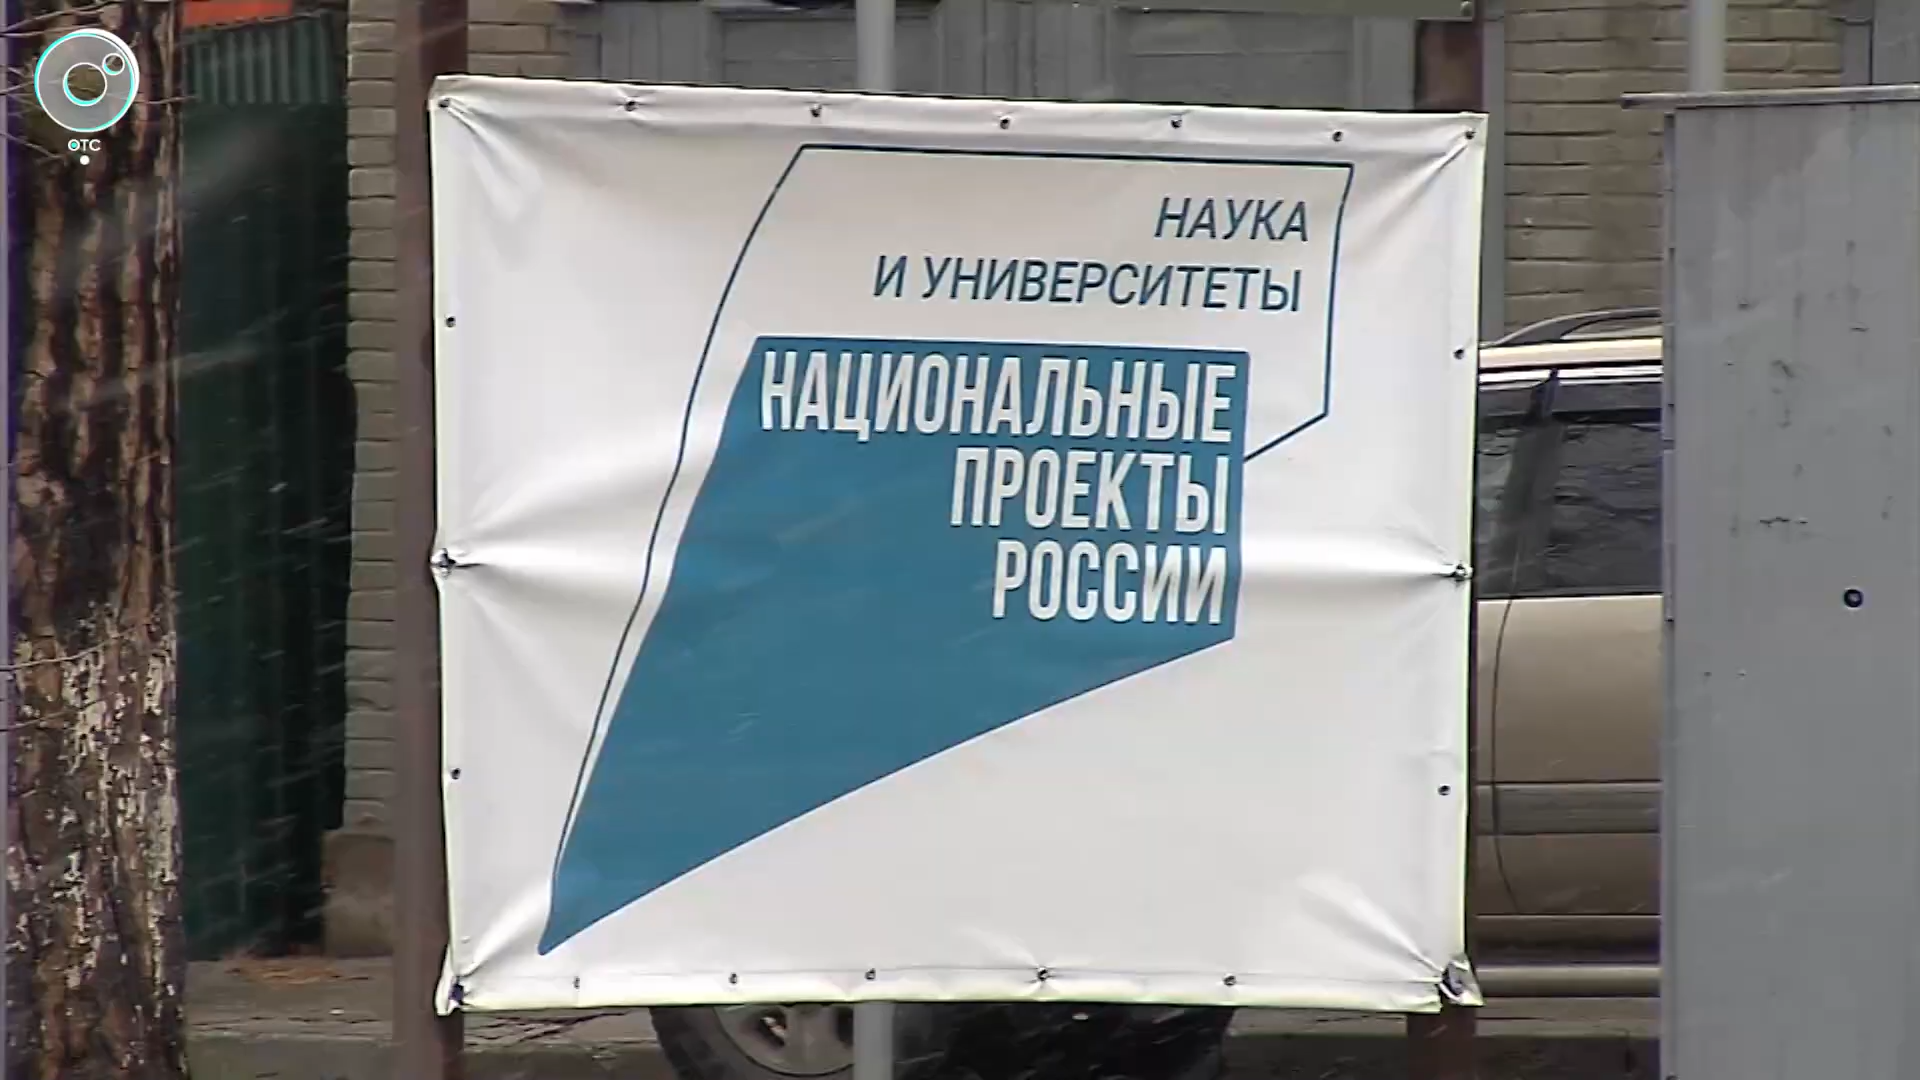 ОТС
НАУКА
И УНИВЕРСИТЕТЫ
НАЦИОНАЛЬНЫЕ
ПРОЕКТЫ
РОССИИ